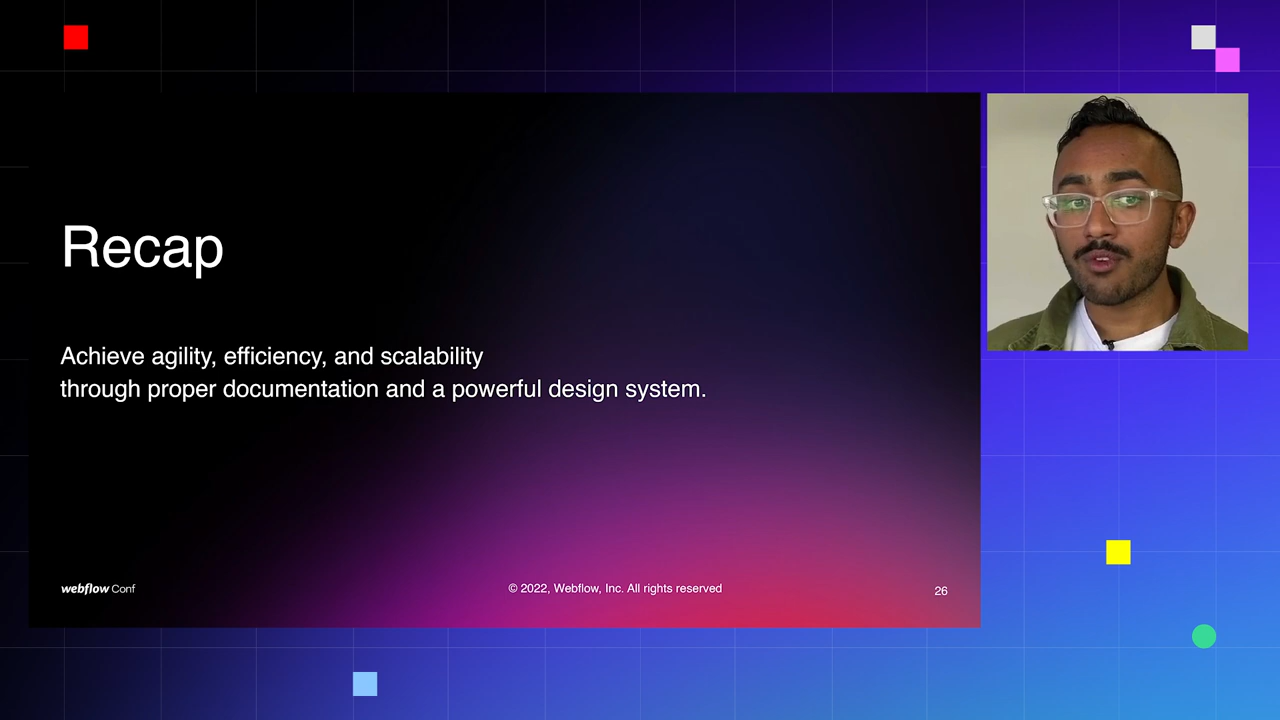 Recap
Achieve agility, efficiency, and scalability
through proper documentation and a powerful design system.
webflow Conf
© 2022, Webflow, Inc. All rights reserved
26